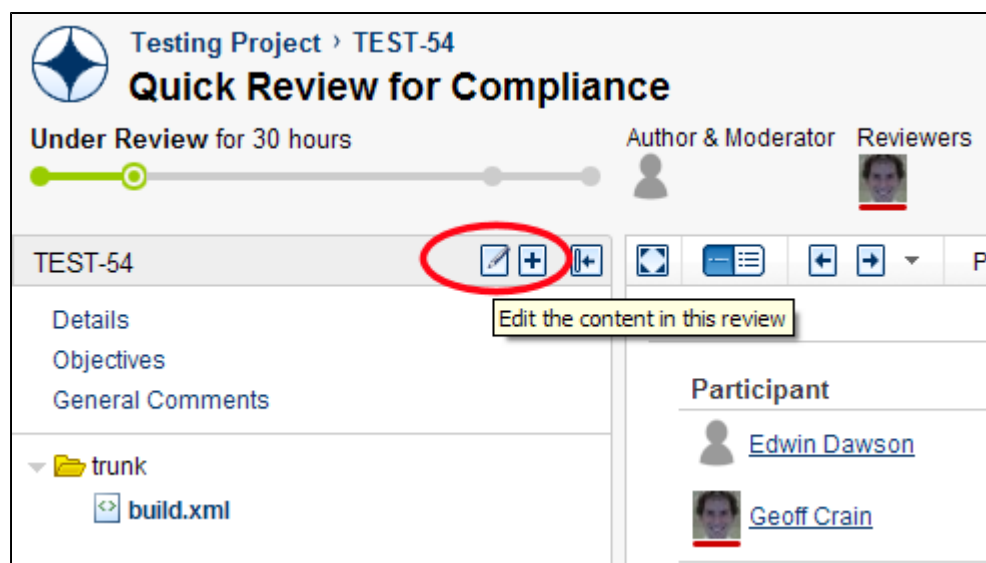 Testing Project › TEST-54
Quick Review for Compliance
Under Review for 30 hours
Author & Moderator Reviewers
TEST-54
P
Edit the content in this review
Details
Objectives
General Comments
Participant
Edwin Dawson
Geoff Crain
trunk
build.xml